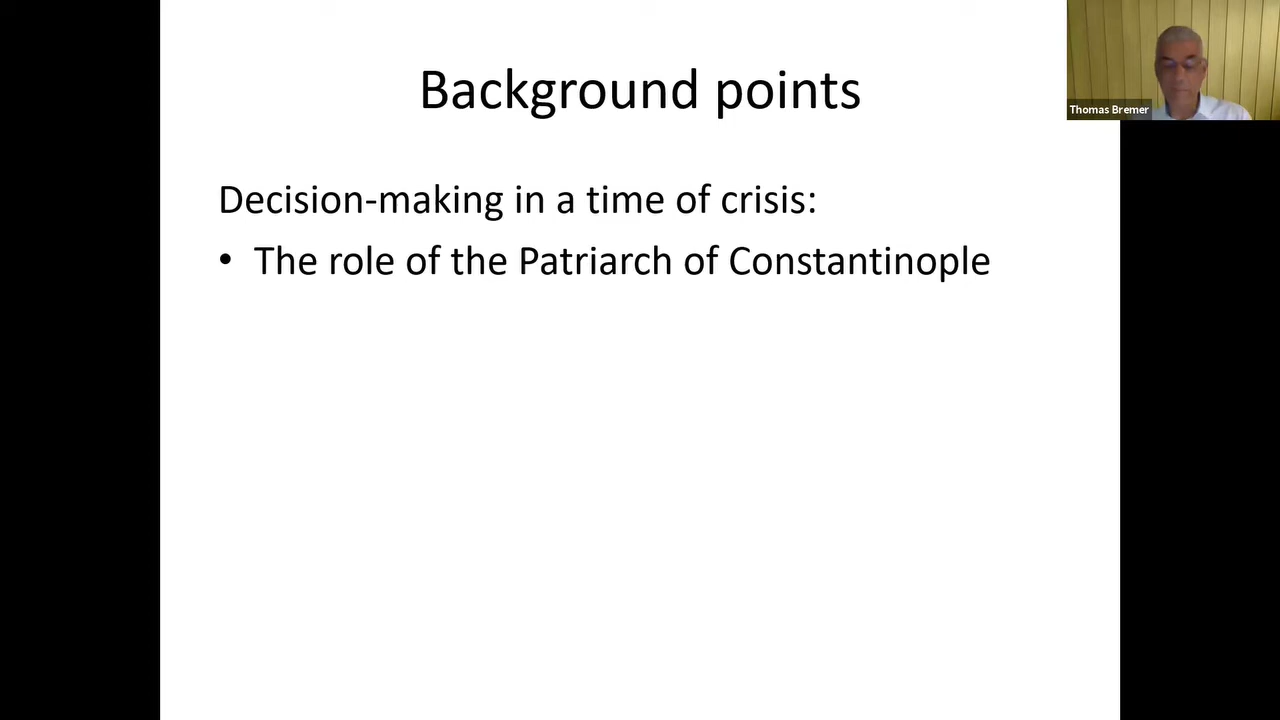 Background points
Thomas Bremer
Decision-making in a time of crisis:
• The role of the Patriarch of Constantinople